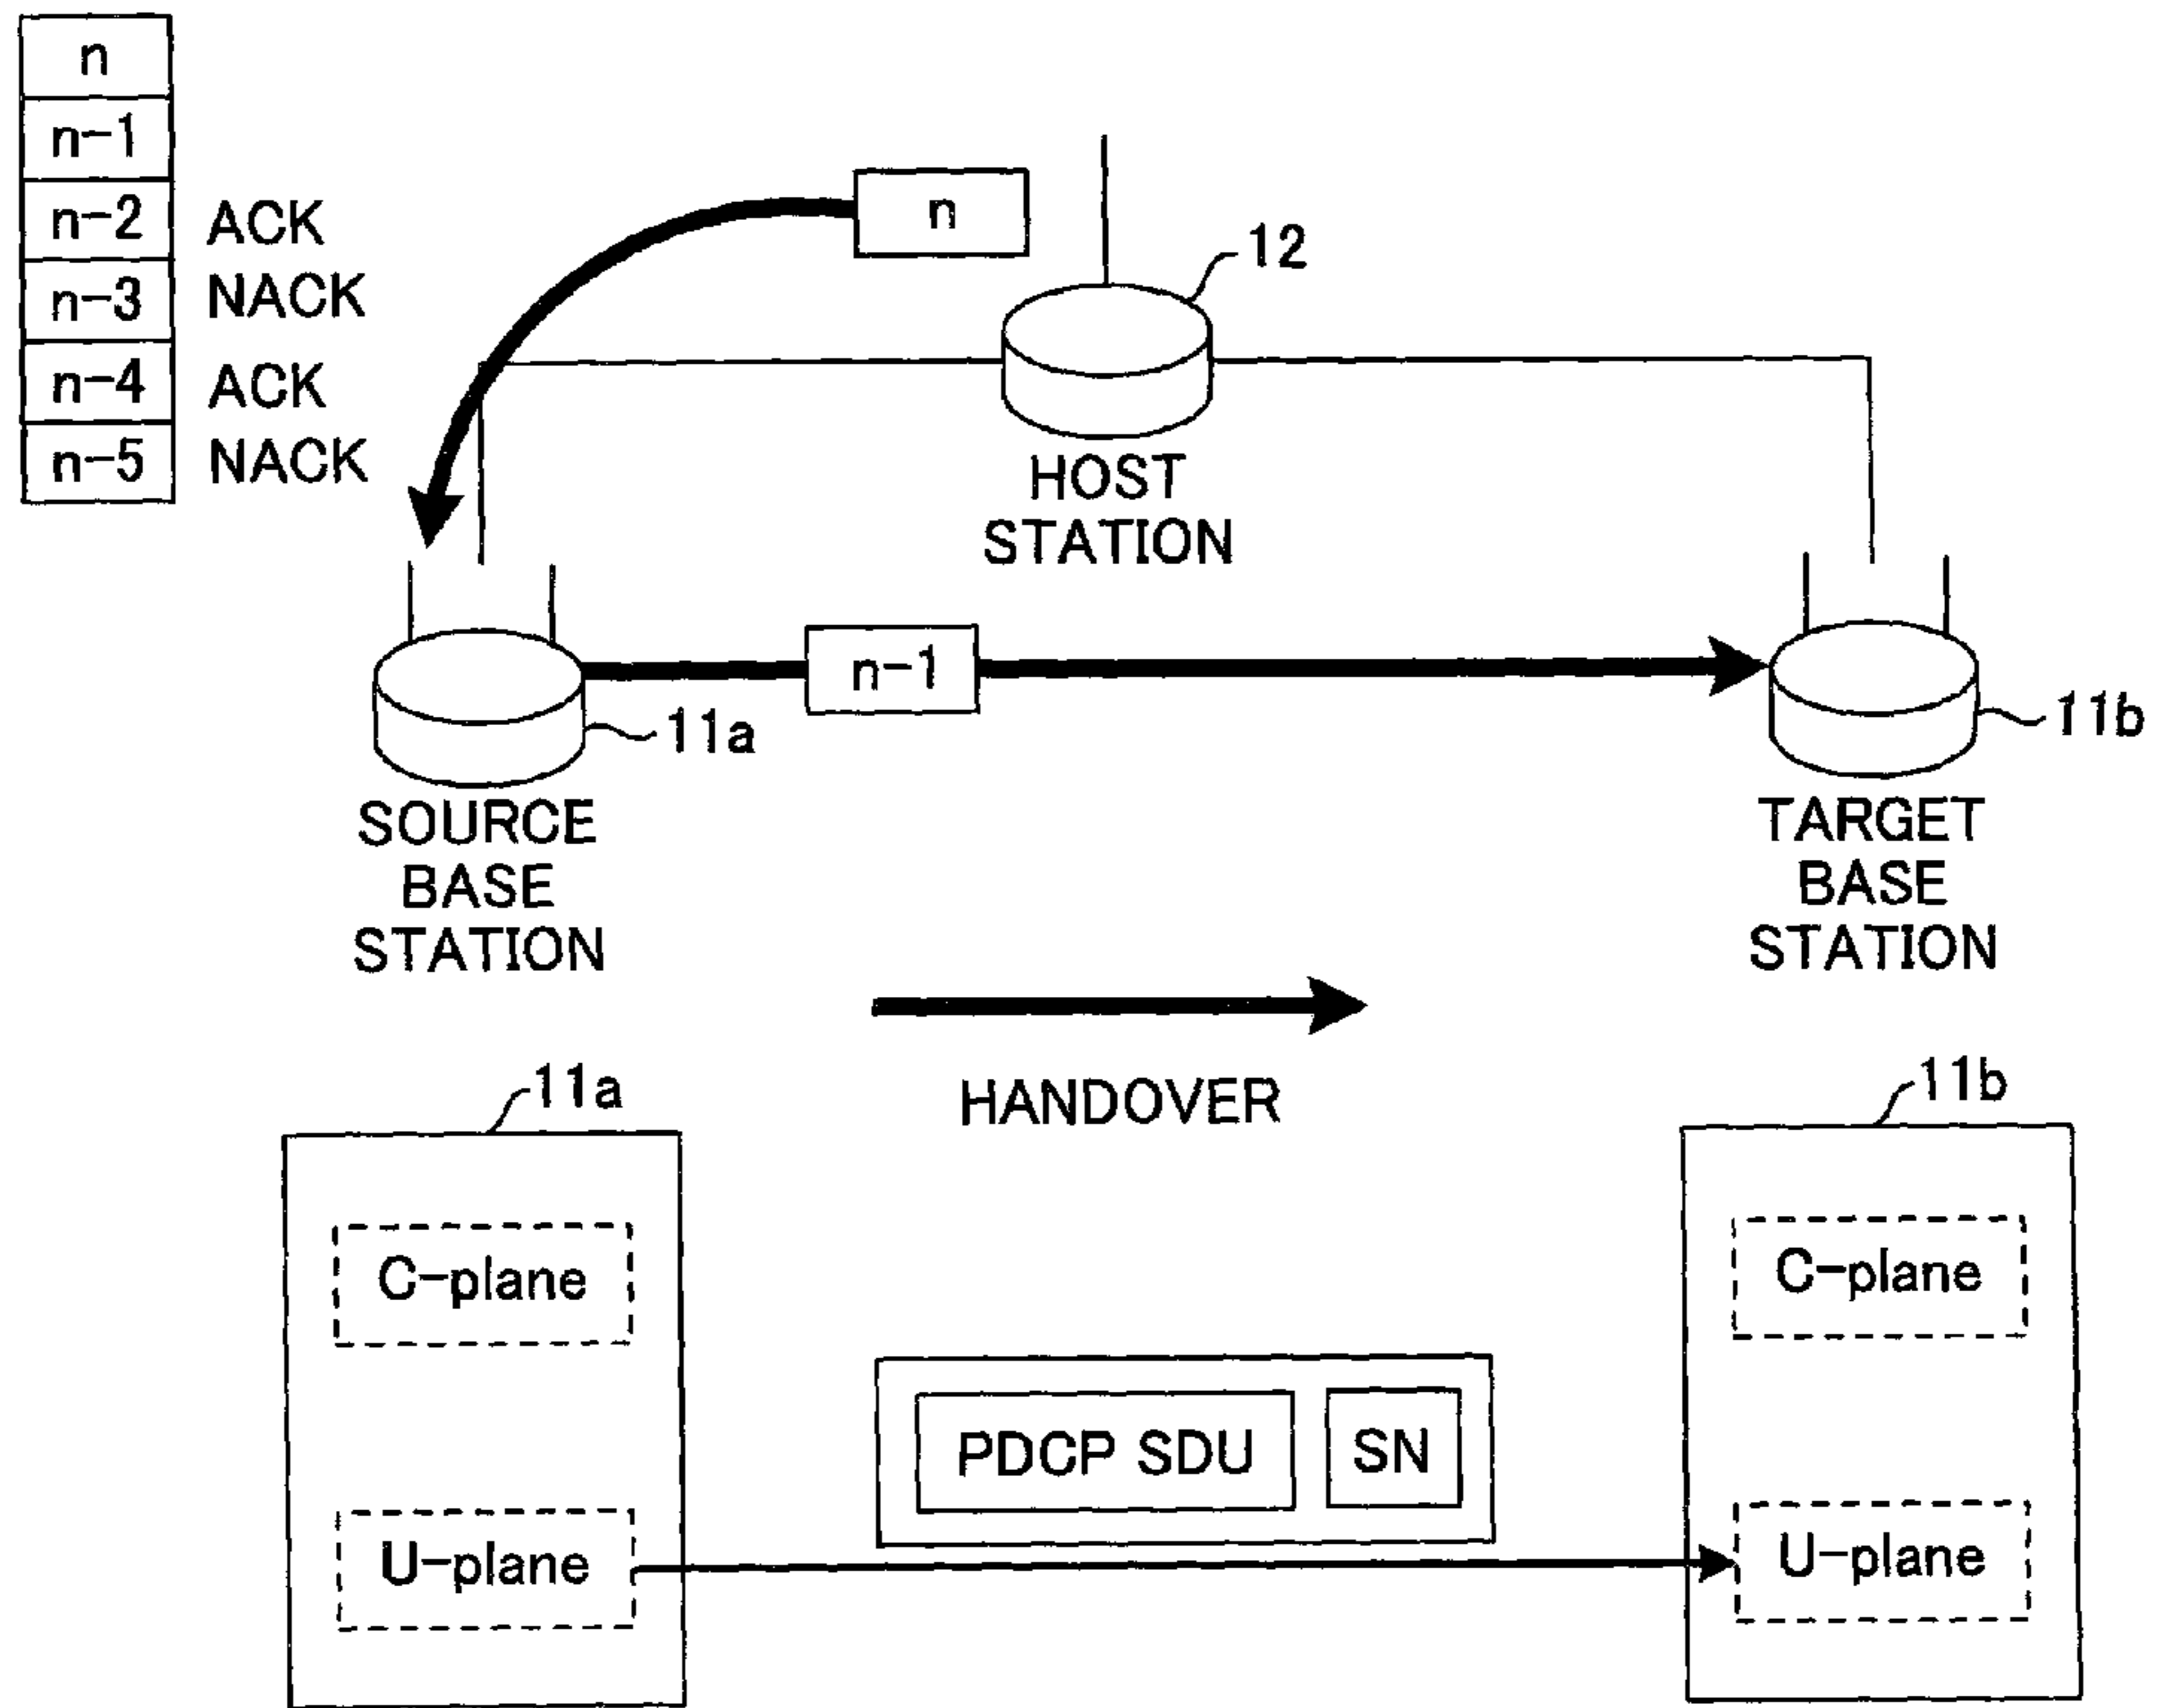 n
n-1
n-2 ACK
n-3 NACK
n-4 ACK
n-5 NACK
n
12
HOST
STATION
n-1
11a
11b
SOURCE
BASE
STATION
TARGET
BASE
STATION
HANDOVER
11a
11b
C-plane
C-plane
PDCP SDU
SN
U-plane
U-plane